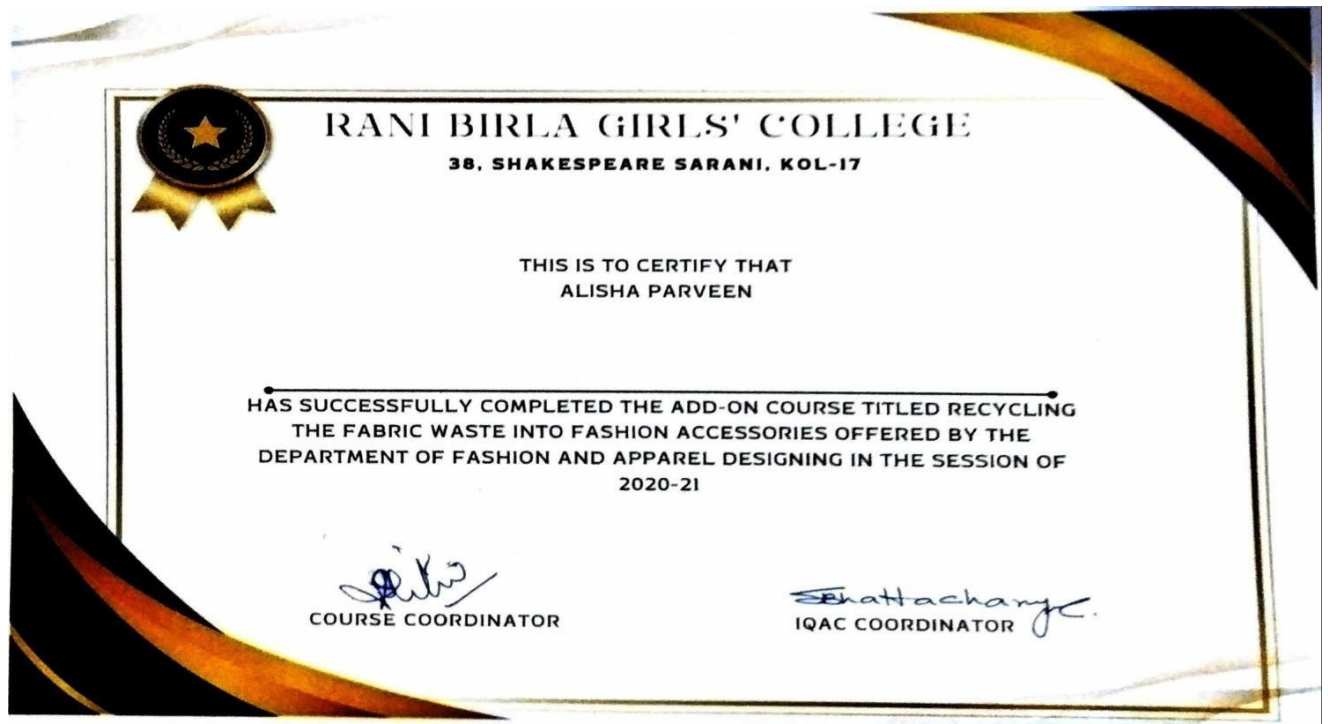 RANI BIRLA GIRLS' COLLEGE
38, SHAKESPEARE SARANI, KOL-17
THIS IS TO CERTIFY THAT
ALISHA PARVEEN
HAS SUCCESSFULLY COMPLETED THE ADD-ON COURSE TITLED RECYCLING
THE FABRIC WASTE INTO FASHION ACCESSORIES OFFERED BY THE
DEPARTMENT OF FASHION AND APPAREL DESIGNING IN THE SESSION OF
2020-21
SBhattacharyc.
COURSE COORDINATOR
IQAC COORDINATOR